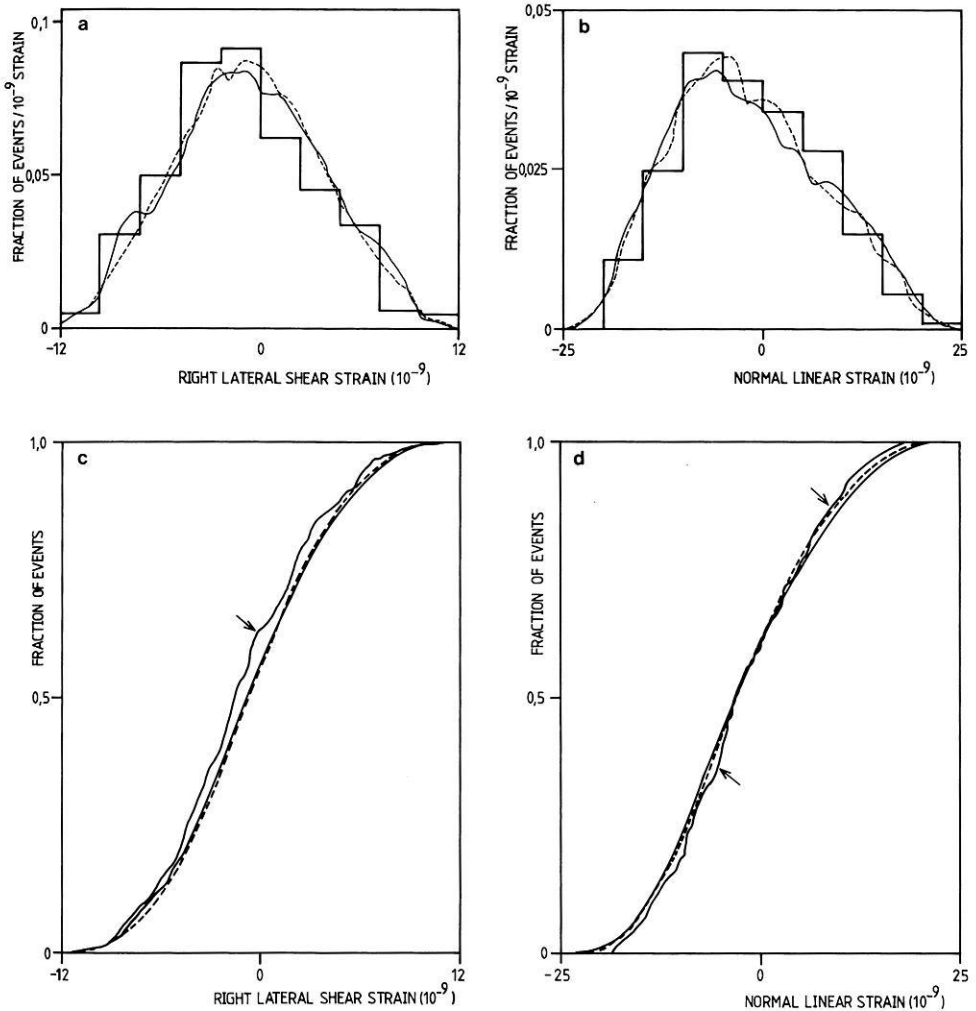 a
0,1
0,05
0
FRACTION OF EVENTS / 10⁻⁹ STRAIN
-12
0
12
RIGHT LATERAL SHEAR STRAIN (10⁻⁹)
b
0,05
0,025
0
FRACTION OF EVENTS / 10⁻⁹ STRAIN
-25
0
25
NORMAL LINEAR STRAIN (10⁻⁹)
c
1,0
0,5
0
FRACTION OF EVENTS
-12
0
12
RIGHT LATERAL SHEAR STRAIN (10⁻⁹)
d
1,0
0,5
0
FRACTION OF EVENTS
-25
0
25
NORMAL LINEAR STRAIN (10⁻⁹)